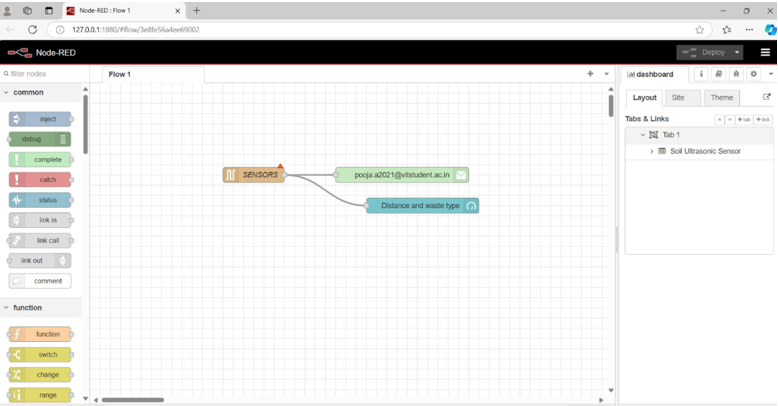 Node-RED : Flow 1
127.0.0.1:1880/#flow/3e8fe56a4ee69002
Node-RED
Deploy
filter nodes
Flow 1
dashboard
common
Layout
Site
Theme
inject
Tabs & Links
+tab
+link
debug
Tab 1
complete
Soil Ultrasonic Sensor
catch
SENSORS
pooja.a2021@vitstudent.ac.in
status
Distance and waste type
link in
link call
link out
comment
function
function
switch
change
range